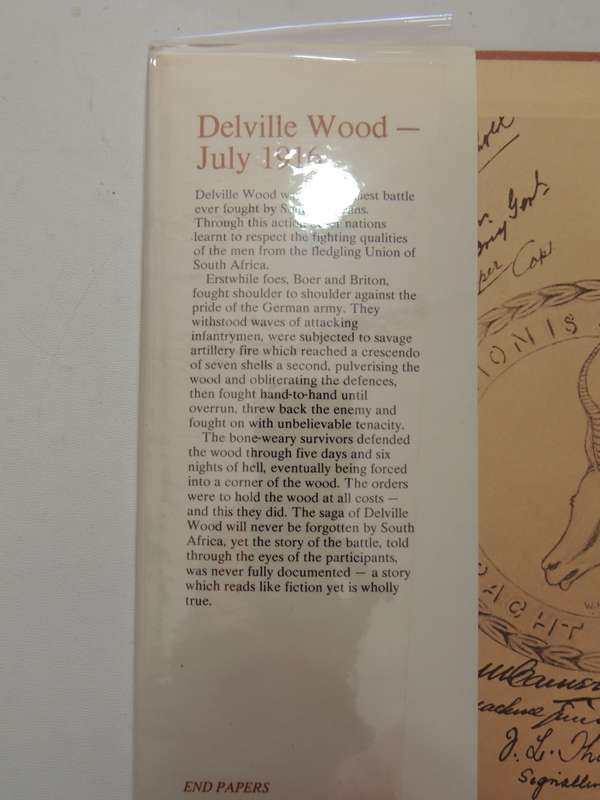 Delville Wood —
July 1916
Delville Wood battle
ever fought by
Through this nations
learnt to respect the fighting qualities
of the men from the fledgling Union of
South Africa.
Erstwhile foes, Boer and Briton,
fought shoulder to shoulder against the
pride of the German army. They
withstood waves of attacking
infantrymen, were subjected to savage
artillery fire which reached a crescendo
of seven shells a second, pulverising the
wood and obliterating the defences,
then fought hand-to-hand until
overrun, threw back the enemy and
fought on with unbelievable tenacity.
The bone-weary survivors defended
the wood through five days and six
nights of hell, eventually being forced
into a corner of the wood. The orders
were to hold the wood at all costs —
and this they did. The saga of Delville
Wood will never be forgotten by South
Africa, yet the story of the battle, told
through the eyes of the participants,
was never fully documented — a story
which reads like fiction yet is wholly
true.
END PAPERS
Cape
ONIS
J. L.